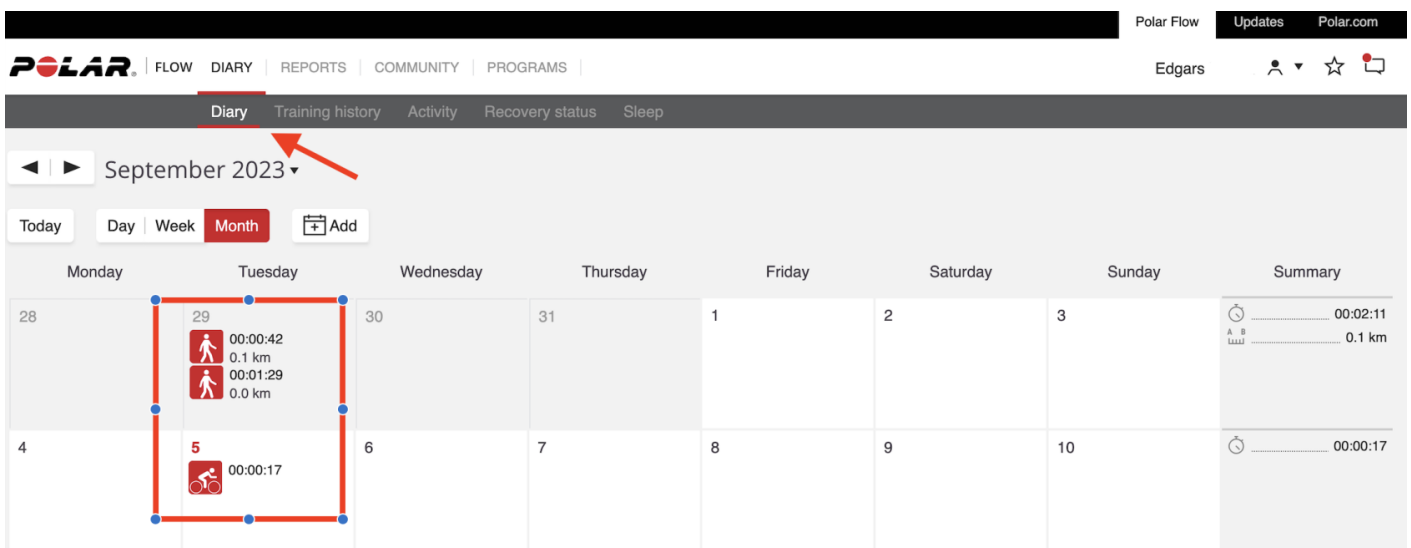 Polar Flow Updates Polar.com
POLAR. FLOW DIARY REPORTS COMMUNITY PROGRAMS Edgars
Diary Training history Activity Recovery status Sleep
September 2023
Today Day Week Month Add
Monday Tuesday Wednesday Thursday Friday Saturday Sunday Summary
28 29 30 31 1 2 3 00:02:11
00:00:42
0.1 km A B 0.1 km
00:01:29
0.0 km
4 5 6 7 8 9 10 00:00:17
00:00:17